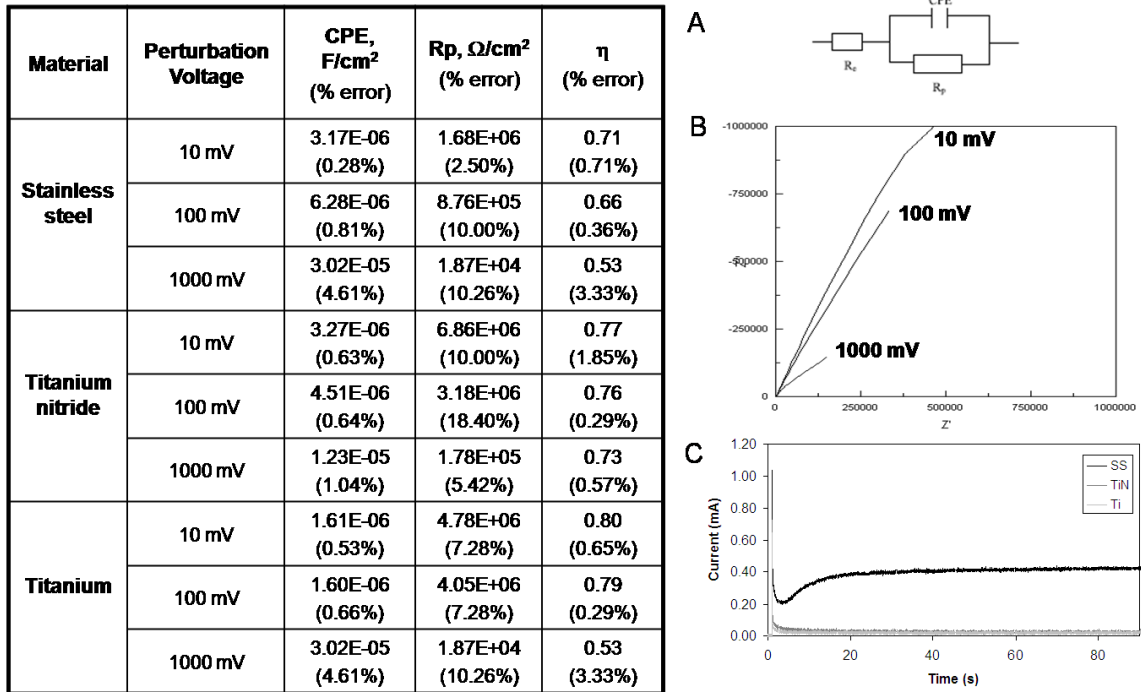 Material
Perturbation
Voltage
CPE,
F/cm²
(% error)
Rp, Ω/cm²
(% error)
η
(% error)
Stainless
steel
10 mV
3.17E-06
(0.28%)
1.68E+06
(2.50%)
0.71
(0.71%)
100 mV
6.28E-06
(0.81%)
8.76E+05
(10.00%)
0.66
(0.36%)
1000 mV
3.02E-05
(4.61%)
1.87E+04
(10.26%)
0.53
(3.33%)
Titanium
nitride
10 mV
3.27E-06
(0.63%)
6.86E+06
(10.00%)
0.77
(1.85%)
100 mV
4.51E-06
(0.64%)
3.18E+06
(18.40%)
0.76
(0.29%)
1000 mV
1.23E-05
(1.04%)
1.78E+05
(5.42%)
0.73
(0.57%)
Titanium
10 mV
1.61E-06
(0.53%)
4.78E+06
(7.28%)
0.80
(0.65%)
100 mV
1.60E-06
(0.66%)
4.05E+06
(7.28%)
0.79
(0.29%)
1000 mV
3.02E-05
(4.61%)
1.87E+04
(10.26%)
0.53
(3.33%)
A
CPE
Rp
B
-1000000
-750000
-250000
0
10 mV
100 mV
1000 mV
0
250000
500000
750000
1000000
Z'
C
1.20
1.00
0.80
0.60
0.40
0.20
0.00
Current (mA)
SS
TiN
Ti
0
20
40
60
80
Time (s)